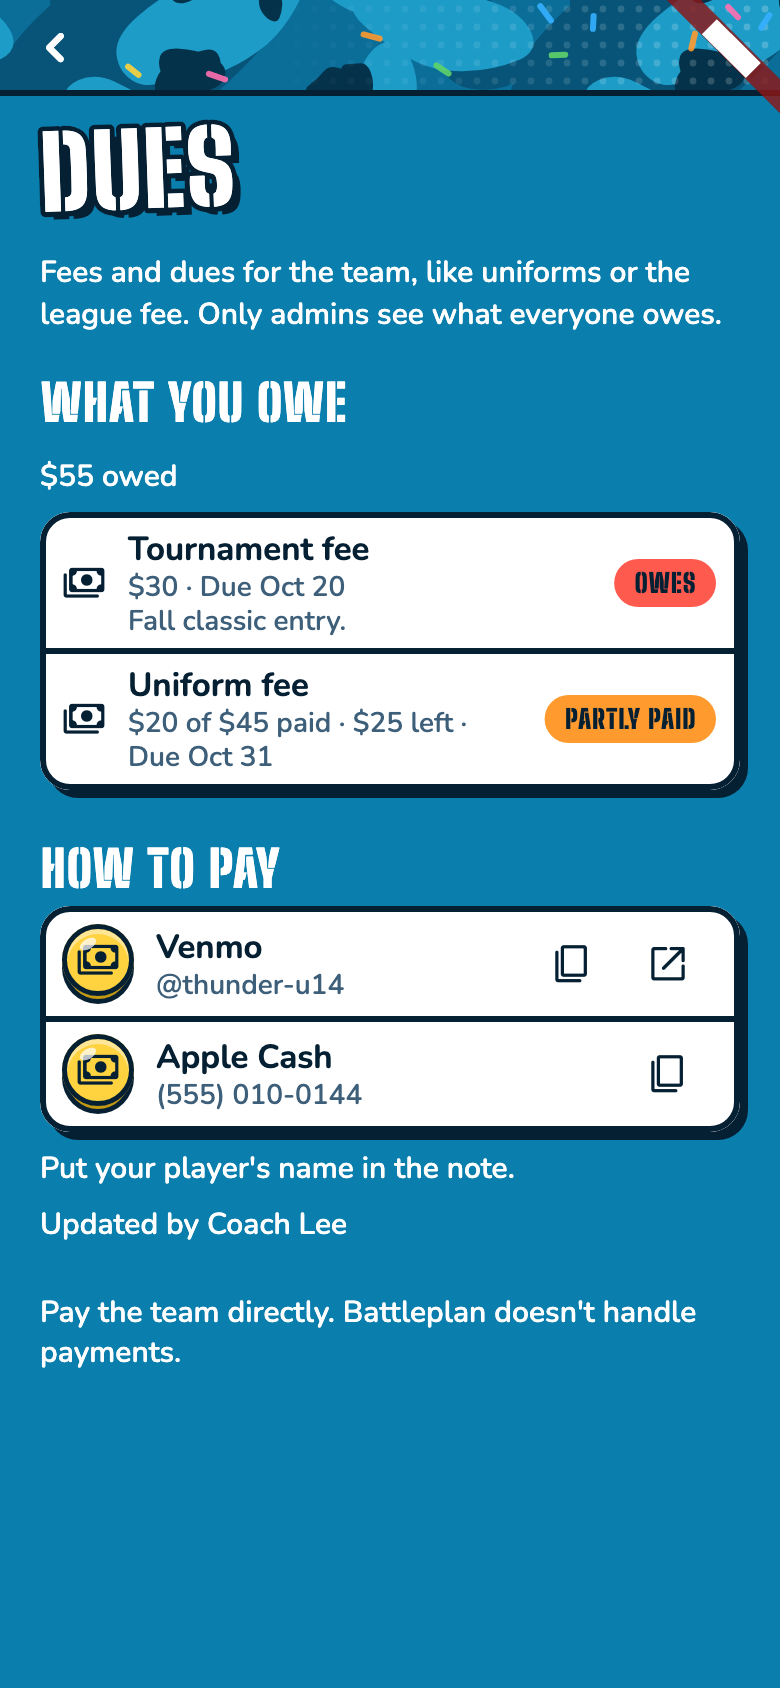 DUES
Fees and dues for the team, like uniforms or the
league fee. Only admins see what everyone owes.
WHAT YOU OWE
$55 owed
Tournament fee
$30 · Due Oct 20
Fall classic entry.
OWES
Uniform fee
$20 of $45 paid · $25 left ·
Due Oct 31
PARTLY PAID
HOW TO PAY
Venmo
@thunder-u14
Apple Cash
(555) 010-0144
Put your player's name in the note.
Updated by Coach Lee
Pay the team directly. Battleplan doesn't handle
payments.